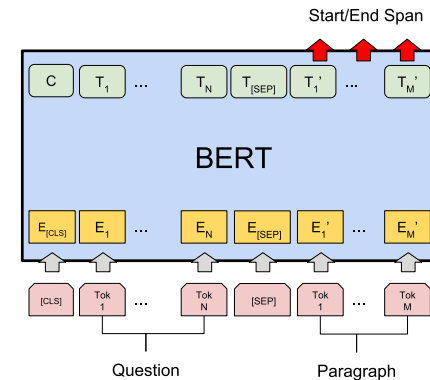 Start/End Span
C T1 ... TN T[SEP] T1' ... TM'
BERT
E[CLS] E1 ... EN E[SEP] E1' ... EM'
[CLS] Tok 1 ... Tok N [SEP] Tok 1 ... Tok M
Question Paragraph